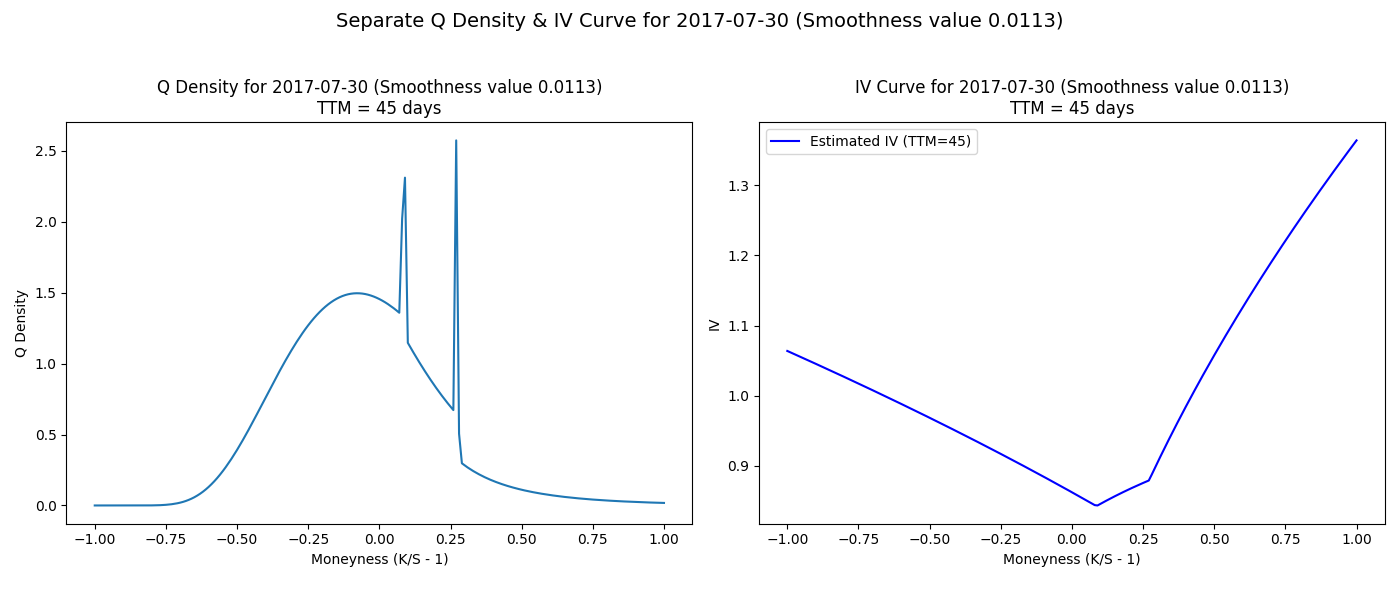 Separate Q Density & IV Curve for 2017-07-30 (Smoothness value 0.0113)
Q Density for 2017-07-30 (Smoothness value 0.0113)
TTM = 45 days
2.5
2.0
1.5
1.0
0.5
0.0
Q Density
−1.00 −0.75 −0.50 −0.25 0.00 0.25 0.50 0.75 1.00
Moneyness (K/S - 1)
IV Curve for 2017-07-30 (Smoothness value 0.0113)
TTM = 45 days
Estimated IV (TTM=45)
1.3
1.2
1.1
1.0
0.9
IV
−1.00 −0.75 −0.50 −0.25 0.00 0.25 0.50 0.75 1.00
Moneyness (K/S - 1)